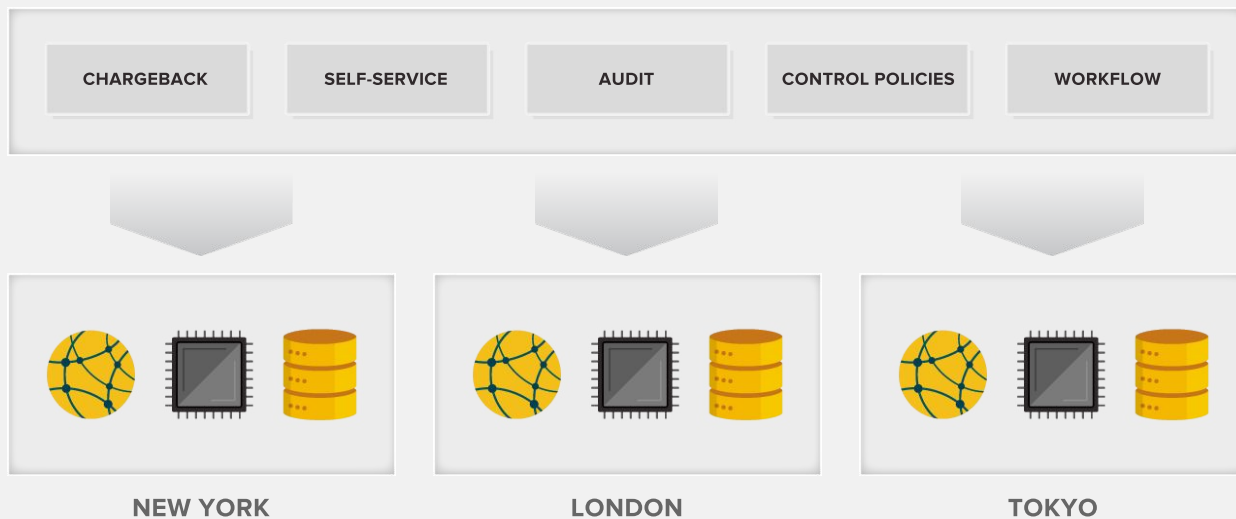 CHARGEBACK
SELF-SERVICE
AUDIT
CONTROL POLICIES
WORKFLOW
NEW YORK
LONDON
TOKYO